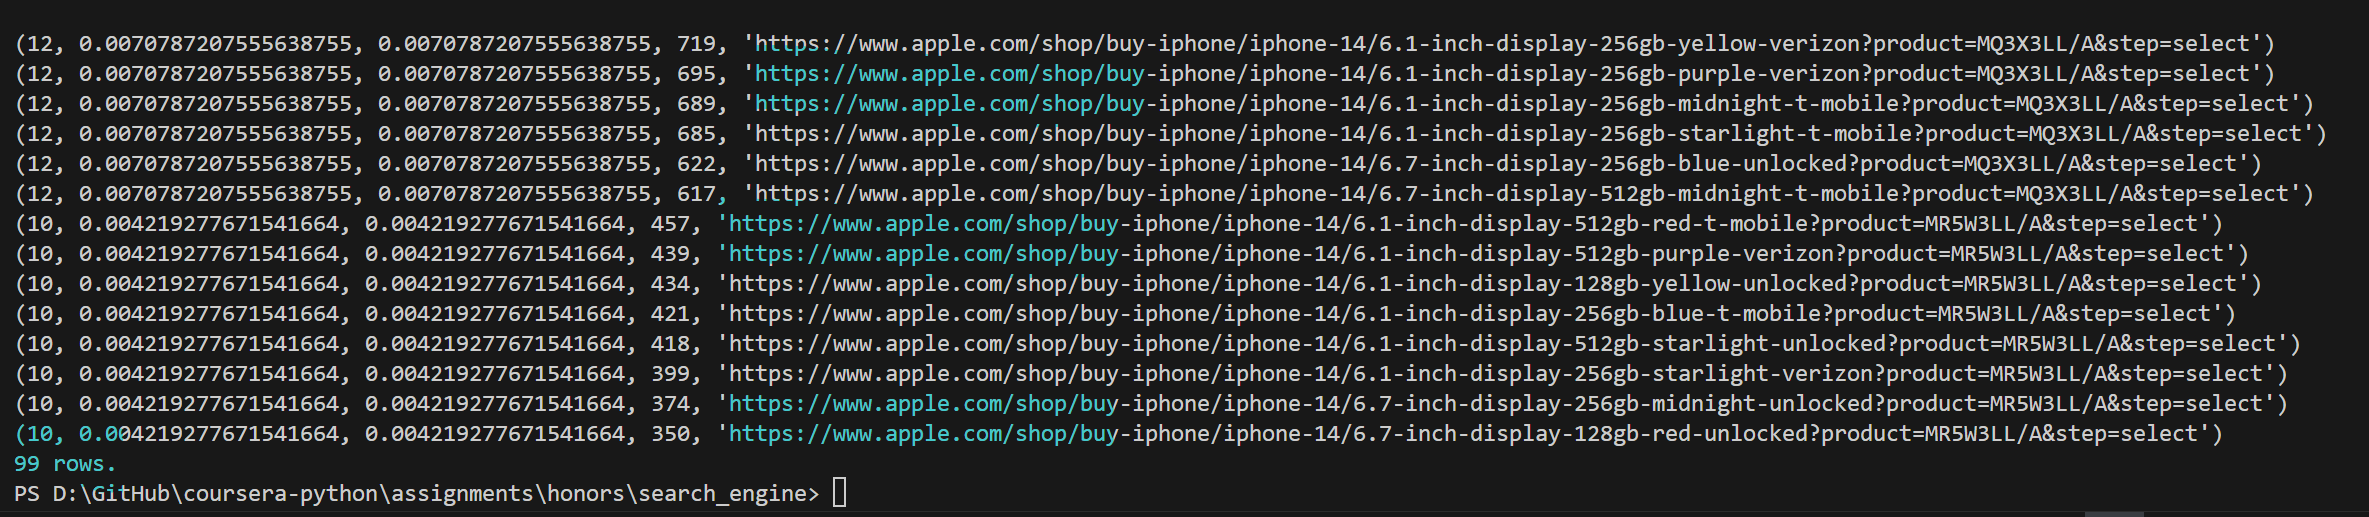 (12, 0.0070787207555638755, 0.0070787207555638755, 719, 'https://www.apple.com/shop/buy-iphone/iphone-14/6.1-inch-display-256gb-yellow-verizon?product=MQ3X3LL/A&step=select')
(12, 0.0070787207555638755, 0.0070787207555638755, 695, 'https://www.apple.com/shop/buy-iphone/iphone-14/6.1-inch-display-256gb-purple-verizon?product=MQ3X3LL/A&step=select')
(12, 0.0070787207555638755, 0.0070787207555638755, 689, 'https://www.apple.com/shop/buy-iphone/iphone-14/6.1-inch-display-256gb-midnight-t-mobile?product=MQ3X3LL/A&step=select')
(12, 0.0070787207555638755, 0.0070787207555638755, 685, 'https://www.apple.com/shop/buy-iphone/iphone-14/6.1-inch-display-256gb-starlight-t-mobile?product=MQ3X3LL/A&step=select')
(12, 0.0070787207555638755, 0.0070787207555638755, 622, 'https://www.apple.com/shop/buy-iphone/iphone-14/6.7-inch-display-256gb-blue-unlocked?product=MQ3X3LL/A&step=select')
(12, 0.0070787207555638755, 0.0070787207555638755, 617, 'https://www.apple.com/shop/buy-iphone/iphone-14/6.7-inch-display-512gb-midnight-t-mobile?product=MQ3X3LL/A&step=select')
(10, 0.004219277671541664, 0.004219277671541664, 457, 'https://www.apple.com/shop/buy-iphone/iphone-14/6.1-inch-display-512gb-red-t-mobile?product=MR5W3LL/A&step=select')
(10, 0.004219277671541664, 0.004219277671541664, 439, 'https://www.apple.com/shop/buy-iphone/iphone-14/6.1-inch-display-512gb-purple-verizon?product=MR5W3LL/A&step=select')
(10, 0.004219277671541664, 0.004219277671541664, 434, 'https://www.apple.com/shop/buy-iphone/iphone-14/6.1-inch-display-128gb-yellow-unlocked?product=MR5W3LL/A&step=select')
(10, 0.004219277671541664, 0.004219277671541664, 421, 'https://www.apple.com/shop/buy-iphone/iphone-14/6.1-inch-display-256gb-blue-t-mobile?product=MR5W3LL/A&step=select')
(10, 0.004219277671541664, 0.004219277671541664, 418, 'https://www.apple.com/shop/buy-iphone/iphone-14/6.1-inch-display-512gb-starlight-unlocked?product=MR5W3LL/A&step=select')
(10, 0.004219277671541664, 0.004219277671541664, 399, 'https://www.apple.com/shop/buy-iphone/iphone-14/6.1-inch-display-256gb-starlight-verizon?product=MR5W3LL/A&step=select')
(10, 0.004219277671541664, 0.004219277671541664, 374, 'https://www.apple.com/shop/buy-iphone/iphone-14/6.7-inch-display-256gb-midnight-unlocked?product=MR5W3LL/A&step=select')
(10, 0.004219277671541664, 0.004219277671541664, 350, 'https://www.apple.com/shop/buy-iphone/iphone-14/6.7-inch-display-128gb-red-unlocked?product=MR5W3LL/A&step=select')
99 rows.
PS D:\GitHub\coursera-python\assignments\honors\search_engine>